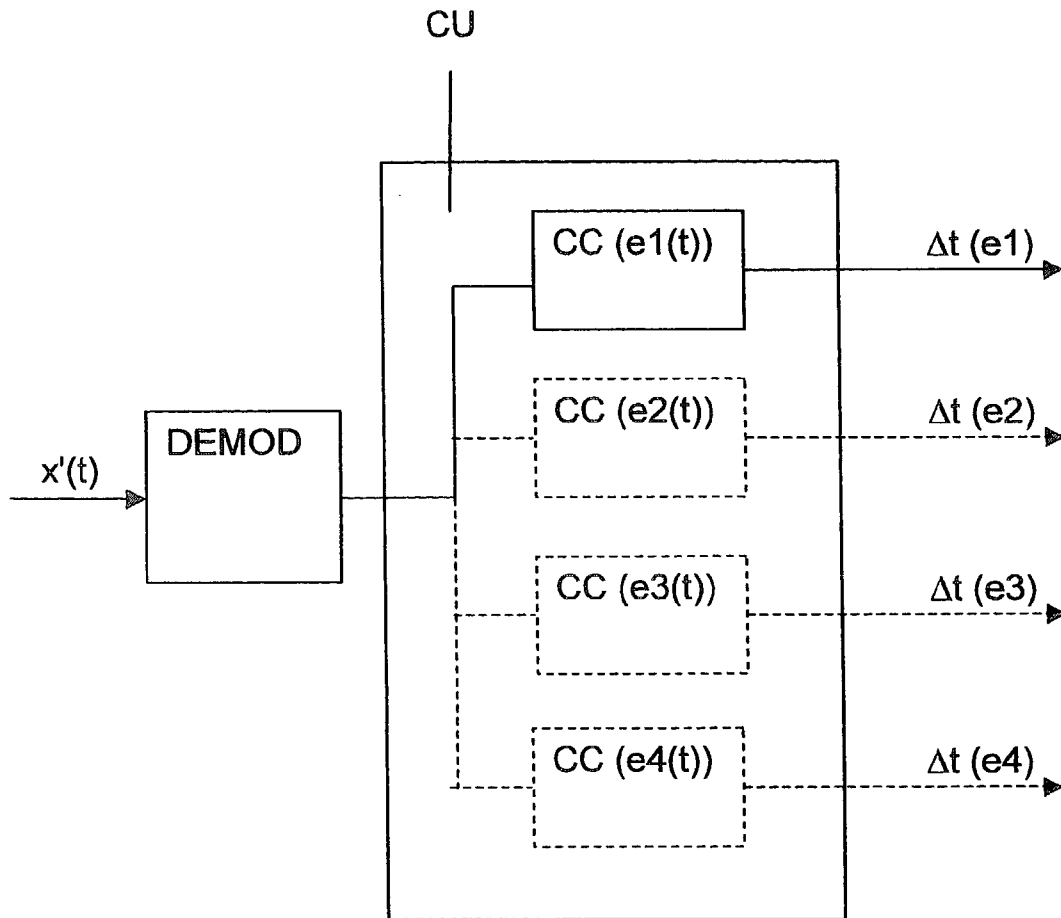 CU
CC (e1(t))
Δt (e1)
CC (e2(t))
Δt (e2)
DEMOD
x'(t)
CC (e3(t))
Δt (e3)
CC (e4(t))
Δt (e4)